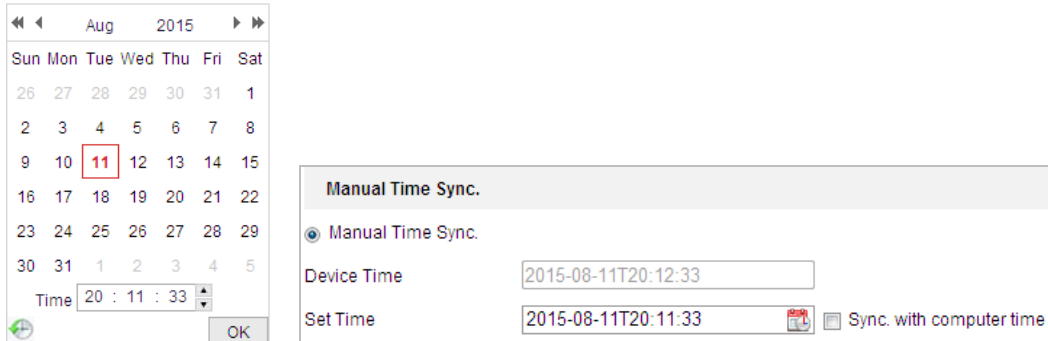 Aug 2015
Sun Mon Tue Wed Thu Fri Sat
26 27 28 29 30 31 1
2 3 4 5 6 7 8
9 10 11 12 13 14 15
16 17 18 19 20 21 22
23 24 25 26 27 28 29
30 31 1 2 3 4 5
Time 20 : 11 : 33
OK
Manual Time Sync.
Manual Time Sync.
Device Time 2015-08-11T20:12:33
Set Time 2015-08-11T20:11:33 Sync. with computer time